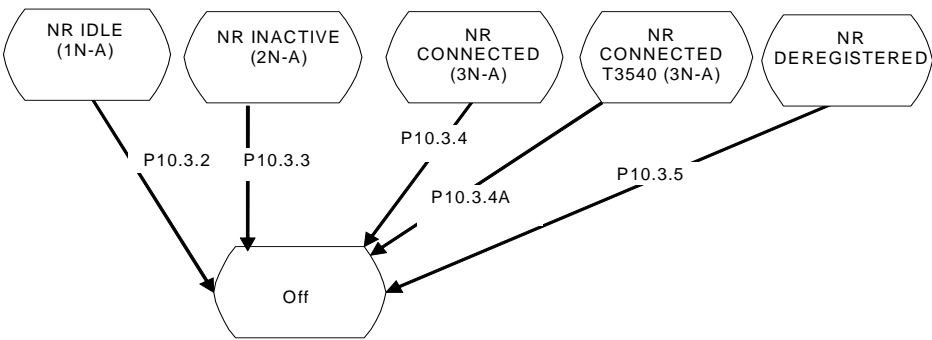 NR IDLE
(1N-A)
NR INACTIVE
(2N-A)
NR
CONNECTED
(3N-A)
NR
CONNECTED
T3540 (3N-A)
NR
DEREGISTERED
P10.3.2
P10.3.3
P10.3.4
P10.3.4A
P10.3.5
Off